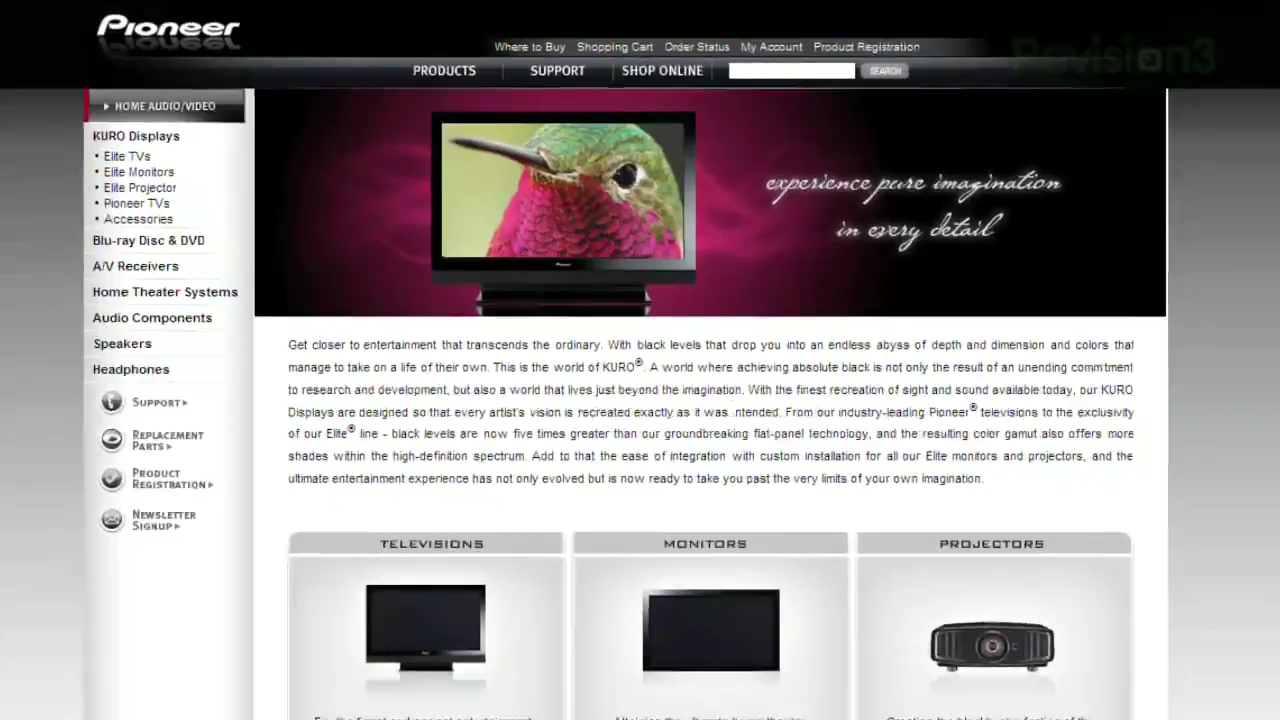 Pioneer
Revision3
Where to Buy Shopping Cart Order Status My Account Product Registration
PRODUCTS SUPPORT SHOP ONLINE SEARCH
HOME AUDIO/VIDEO
KURO Displays
• Elite TVs
• Elite Monitors
• Elite Projector
• Pioneer TVs
• Accessories
Blu-ray Disc & DVD
A/V Receivers
Home Theater Systems
Audio Components
Speakers
Headphones
SUPPORT
REPLACEMENT
PARTS
PRODUCT
REGISTRATION
NEWSLETTER
SIGNUP
experience pure imagination
in every detail
Get closer to entertainment that transcends the ordinary. With black levels that drop you into an endless abyss of depth and dimension and colors that
manage to take on a life of their own. This is the world of KURO®. A world where achieving absolute black is not only the result of an unending commitment
to research and development, but also a world that lives just beyond the imagination. With the finest recreation of sight and sound available today, our KURO
Displays are designed so that every artist's vision is recreated exactly as it was intended. From our industry-leading Pioneer® televisions to the exclusivity
of our Elite® line - black levels are now five times greater than our groundbreaking flat-panel technology, and the resulting color gamut also offers more
shades within the high-definition spectrum. Add to that the ease of integration with custom installation for all our Elite monitors and projectors, and the
ultimate entertainment experience has not only evolved but is now ready to take you past the very limits of your own imagination.
TELEVISIONS MONITORS PROJECTORS